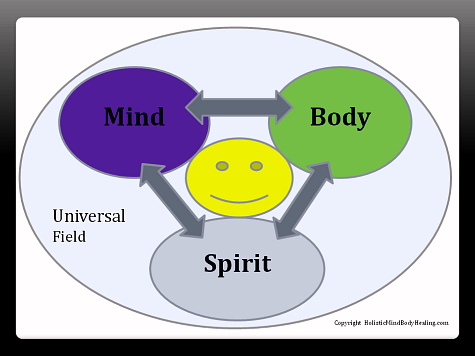 Mind
Body
Universal
Field
Spirit
Copyright HolisticMindBodyHealing.com